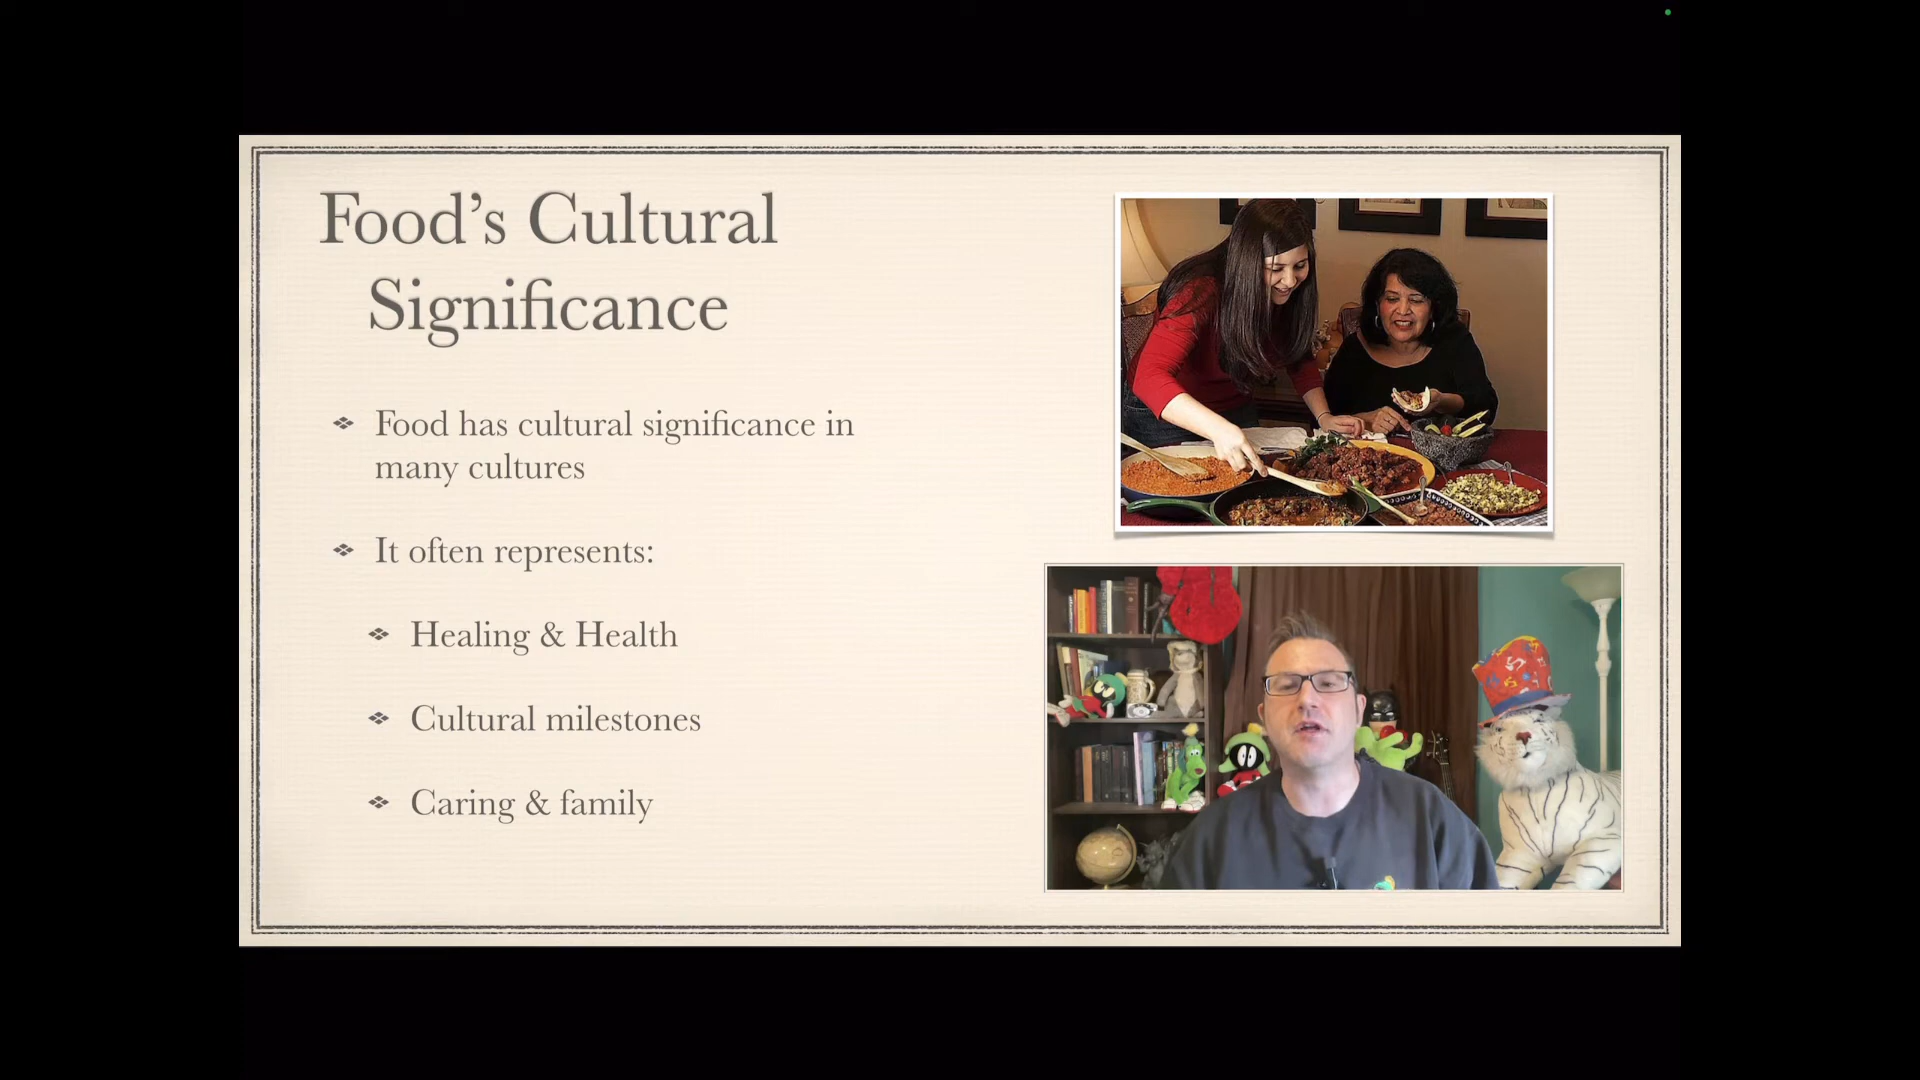 Food’s Cultural
Significance
Food has cultural significance in
many cultures
It often represents:
Healing & Health
Cultural milestones
Caring & family